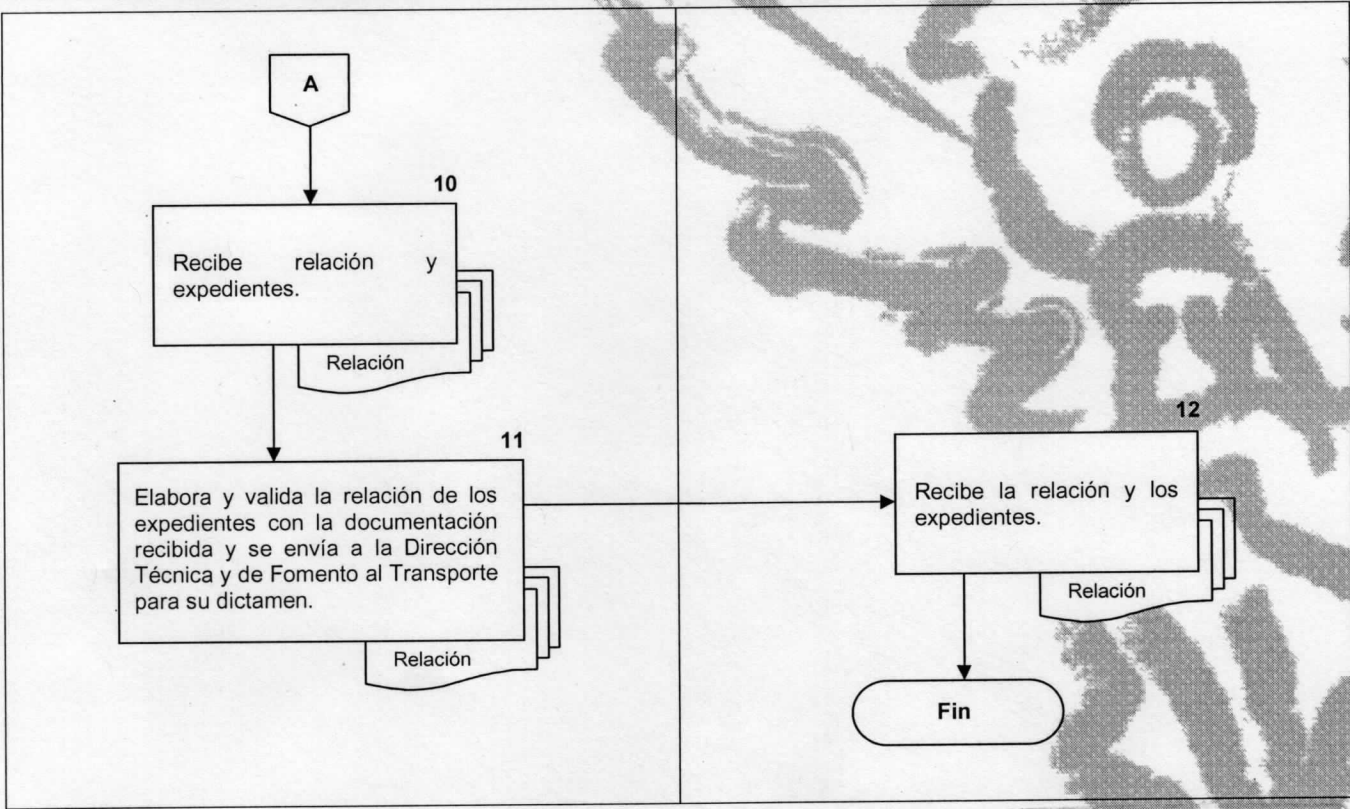 A
10
Recibe relación y
expedientes.
Relación
11
Elabora y valida la relación de los
expedientes con la documentación
recibida y se envía a la Dirección
Técnica y de Fomento al Transporte
para su dictamen.
Relación
12
Recibe la relación y los
expedientes.
Relación
Fin